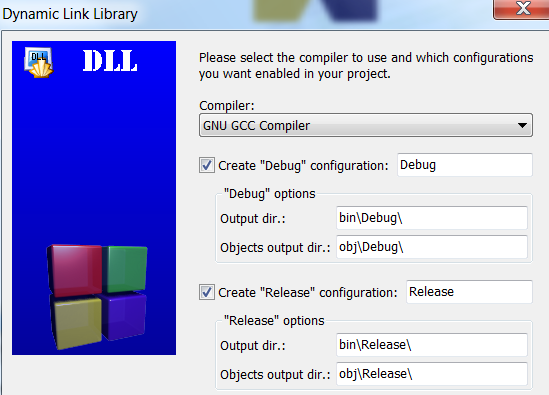 Dynamic Link Library
DLL
DLL
Please select the compiler to use and which configurations
you want enabled in your project.
Compiler:
GNU GCC Compiler
Create "Debug" configuration: Debug
"Debug" options
Output dir.: bin\Debug\
Objects output dir.: obj\Debug\
Create "Release" configuration: Release
"Release" options
Output dir.: bin\Release\
Objects output dir.: obj\Release\